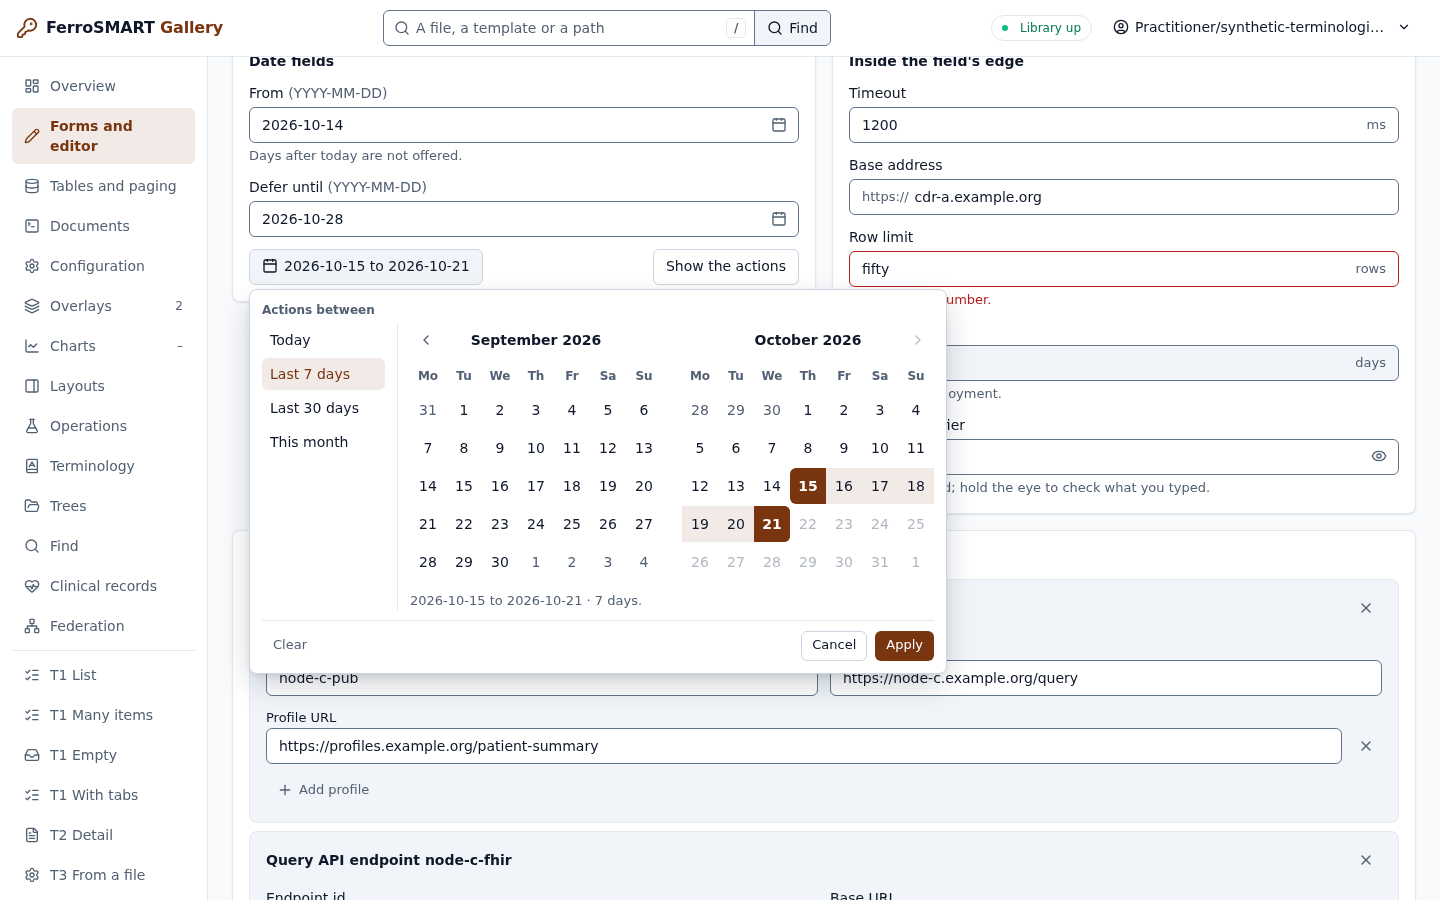 FerroSMART Gallery
A file, a template or a path
/
Find
Library up
Practitioner/synthetic-terminologi…
Overview
Forms and
editor
Tables and paging
Documents
Configuration
Overlays 2
Charts –
Layouts
Operations
Terminology
Trees
Find
Clinical records
Federation
T1 List
T1 Many items
T1 Empty
T1 With tabs
T2 Detail
T3 From a file
Date fields
From (YYYY-MM-DD)
2026-10-14
Days after today are not offered.
Defer until (YYYY-MM-DD)
2026-10-28
2026-10-15 to 2026-10-21
Show the actions
Inside the field's edge
Timeout
1200 ms
Base address
https:// cdr-a.example.org
Row limit
fifty rows
days
hold the eye to check what you typed.
Actions between
Today
Last 7 days
Last 30 days
This month
September 2026
Mo Tu We Th Fr Sa Su
31 1 2 3 4 5 6
7 8 9 10 11 12 13
14 15 16 17 18 19 20
21 22 23 24 25 26 27
28 29 30 1 2 3 4
October 2026
Mo Tu We Th Fr Sa Su
28 29 30 1 2 3 4
5 6 7 8 9 10 11
12 13 14 15 16 17 18
19 20 21 22 23 24 25
26 27 28 29 30 31 1
2026-10-15 to 2026-10-21 · 7 days.
Clear
Cancel
Apply
node-c-pub
https://node-c.example.org/query
Profile URL
https://profiles.example.org/patient-summary
Add profile
Query API endpoint node-c-fhir
Endpoint id
Base URL